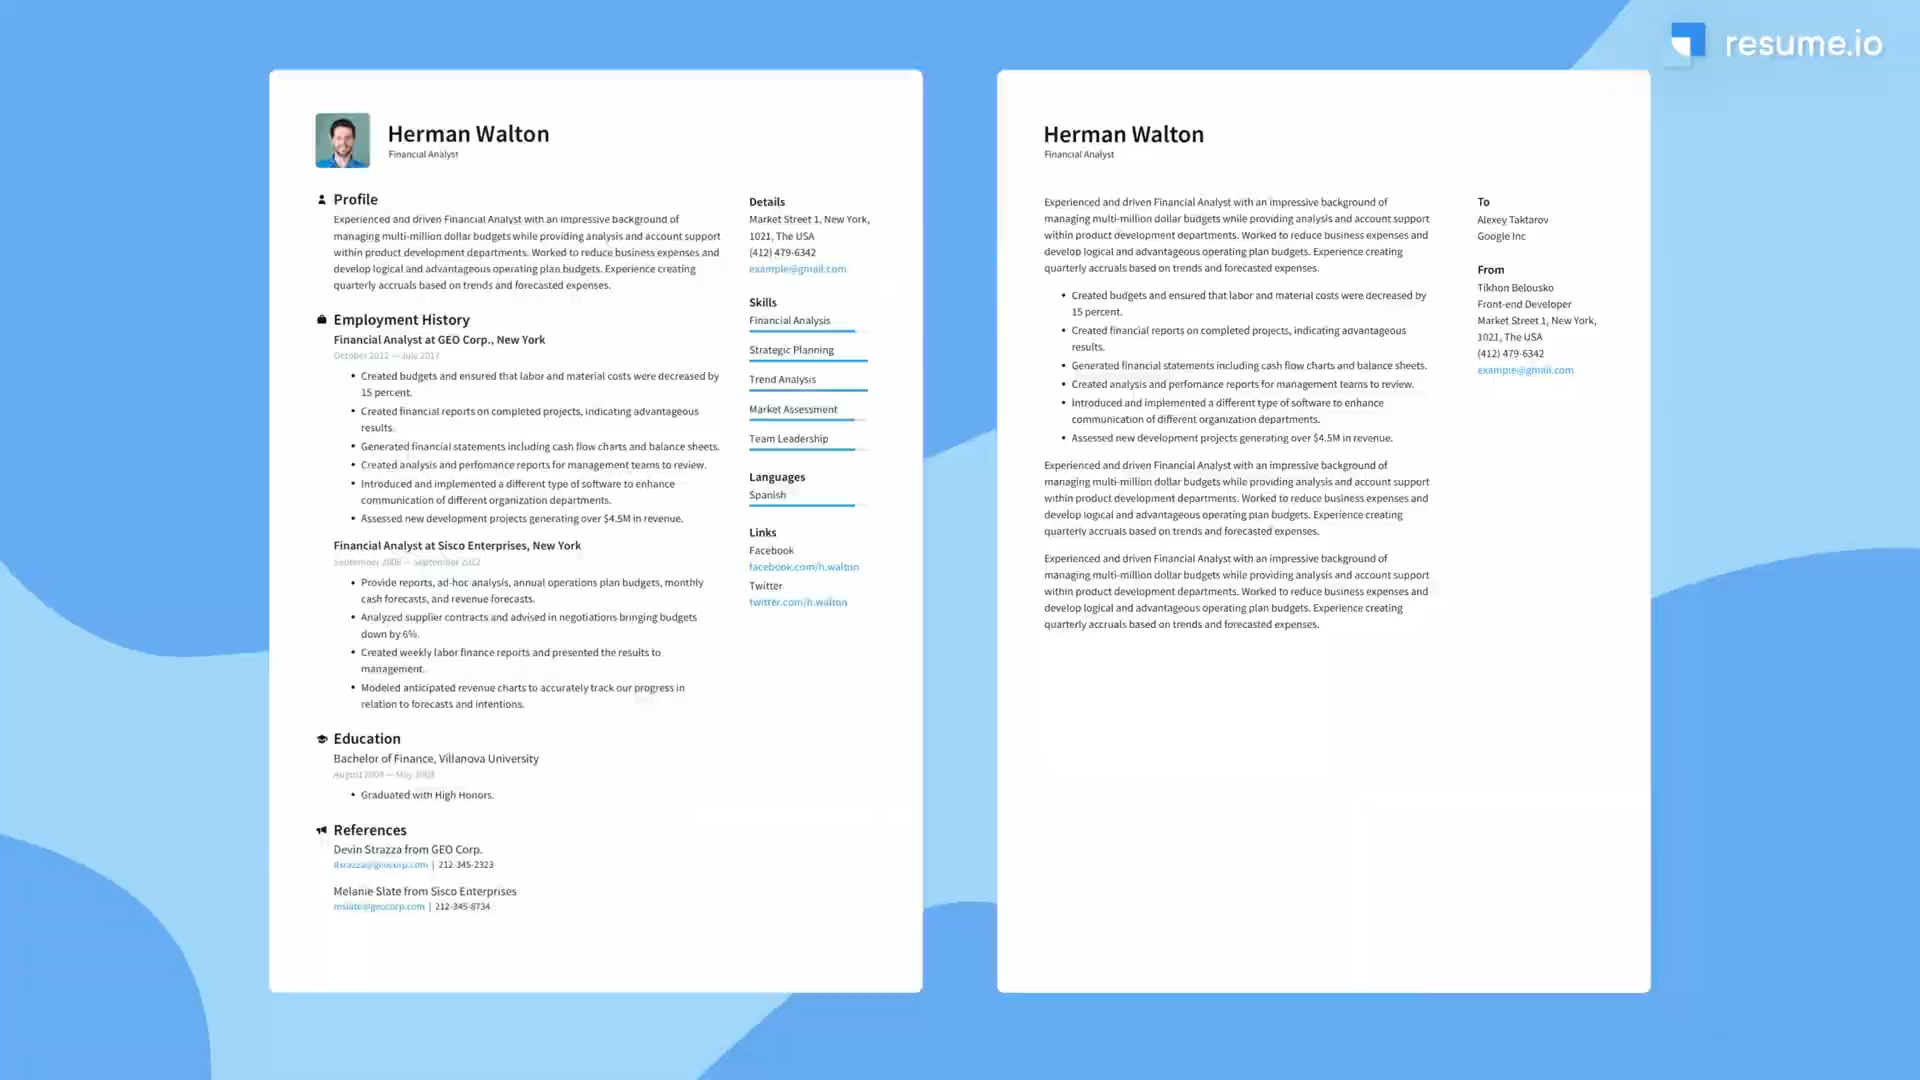 resume.io
Herman Walton
Financial Analyst
Profile
Experienced and driven Financial Analyst with an impressive background of
managing multi-million dollar budgets while providing analysis and account support
within product development departments. Worked to reduce business expenses and
develop logical and advantageous operating plan budgets. Experience creating
quarterly accruals based on trends and forecasted expenses.
Employment History
Financial Analyst at GEO Corp., New York
October 2012 — July 2017
• Created budgets and ensured that labor and material costs were decreased by
15 percent.
• Created financial reports on completed projects, indicating advantageous
results.
• Generated financial statements including cash flow charts and balance sheets.
• Created analysis and perfomance reports for management teams to review.
• Introduced and implemented a different type of software to enhance
communication of different organization departments.
• Assessed new development projects generating over $4.5M in revenue.
Financial Analyst at Sisco Enterprises, New York
September 2008 — September 2012
• Provide reports, ad-hoc analysis, annual operations plan budgets, monthly
cash forecasts, and revenue forecasts.
• Analyzed supplier contracts and advised in negotiations bringing budgets
down by 6%.
• Created weekly labor finance reports and presented the results to
management.
• Modeled anticipated revenue charts to accurately track our progress in
relation to forecasts and intentions.
Education
Bachelor of Finance, Villanova University
August — May
• Graduated with High Honors.
References
Devin Strazza from GEO Corp.
dsrazza@geocorp.com | 212-345-2323
Melanie Slate from Sisco Enterprises
mslate@geocorp.com | 212-345-8734
Details
Market Street 1, New York,
1021, The USA
(412) 479-6342
example@gmail.com
Skills
Financial Analysis
Strategic Planning
Trend Analysis
Market Assessment
Team Leadership
Languages
Spanish
Links
Facebook
facebook.com/h.walton
Twitter
twitter.com/h.walton
Herman Walton
Financial Analyst
Experienced and driven Financial Analyst with an impressive background of
managing multi-million dollar budgets while providing analysis and account support
within product development departments. Worked to reduce business expenses and
develop logical and advantageous operating plan budgets. Experience creating
quarterly accruals based on trends and forecasted expenses.
• Created budgets and ensured that labor and material costs were decreased by
15 percent.
• Created financial reports on completed projects, indicating advantageous
results.
• Generated financial statements including cash flow charts and balance sheets.
• Created analysis and perfomance reports for management teams to review.
• Introduced and implemented a different type of software to enhance
communication of different organization departments.
• Assessed new development projects generating over $4.5M in revenue.
Experienced and driven Financial Analyst with an impressive background of
managing multi-million dollar budgets while providing analysis and account support
within product development departments. Worked to reduce business expenses and
develop logical and advantageous operating plan budgets. Experience creating
quarterly accruals based on trends and forecasted expenses.
Experienced and driven Financial Analyst with an impressive background of
managing multi-million dollar budgets while providing analysis and account support
within product development departments. Worked to reduce business expenses and
develop logical and advantageous operating plan budgets. Experience creating
quarterly accruals based on trends and forecasted expenses.
To
Alexey Taktarov
Google Inc
From
Tikhon Belousko
Front-end Developer
Market Street 1, New York,
1021, The USA
(412) 479-6342
example@gmail.com